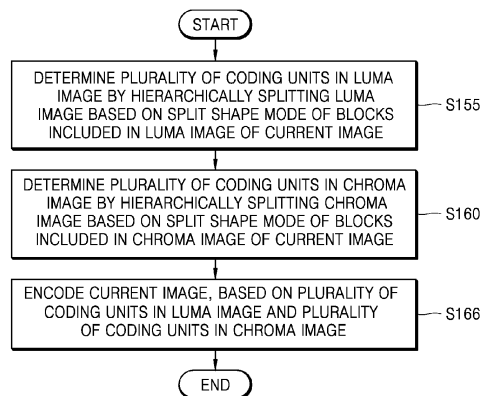 START
DETERMINE PLURALITY OF CODING UNITS IN LUMA
IMAGE BY HIERARCHICALLY SPLITTING LUMA
IMAGE BASED ON SPLIT SHAPE MODE OF BLOCKS
INCLUDED IN LUMA IMAGE OF CURRENT IMAGE
S155
DETERMINE PLURALITY OF CODING UNITS IN CHROMA
IMAGE BY HIERARCHICALLY SPLITTING CHROMA
IMAGE BASED ON SPLIT SHAPE MODE OF BLOCKS
INCLUDED IN CHROMA IMAGE OF CURRENT IMAGE
S160
ENCODE CURRENT IMAGE, BASED ON PLURALITY OF
CODING UNITS IN LUMA IMAGE AND PLURALITY
OF CODING UNITS IN CHROMA IMAGE
S166
END